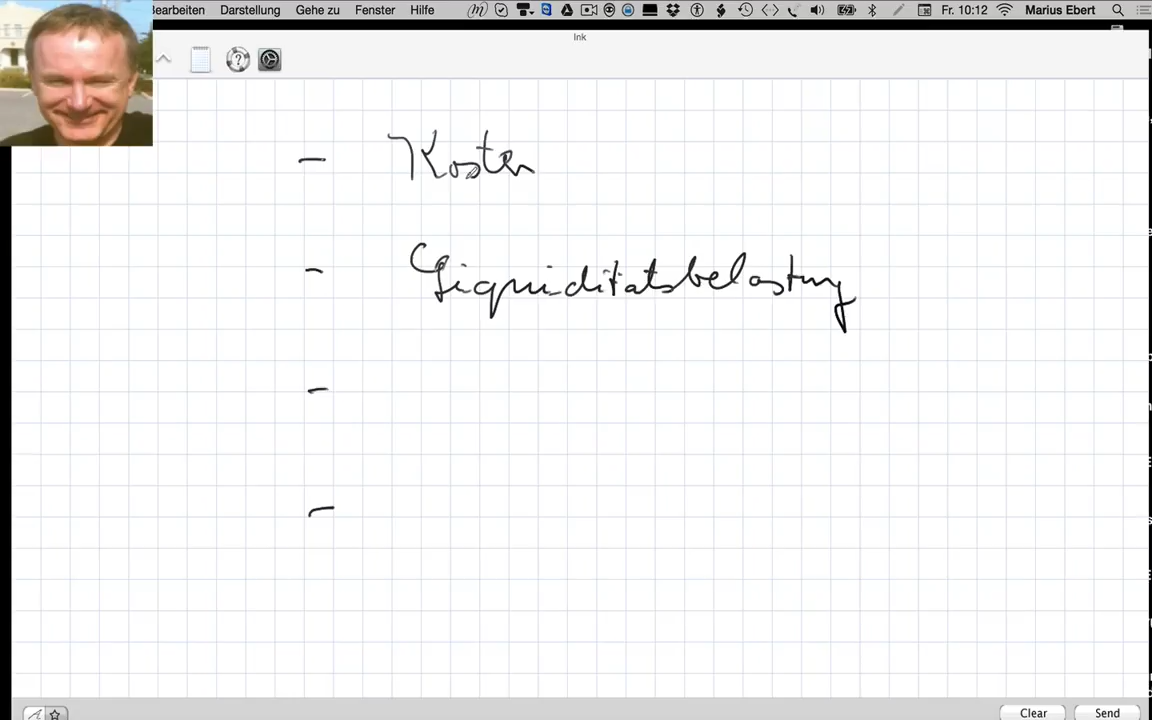 Bearbeiten Darstellung Gehe zu Fenster Hilfe Fr. 10:12 Marius Ebert
Ink
- Kosten
- Liquiditätsbelastung
-
-
Clear Send